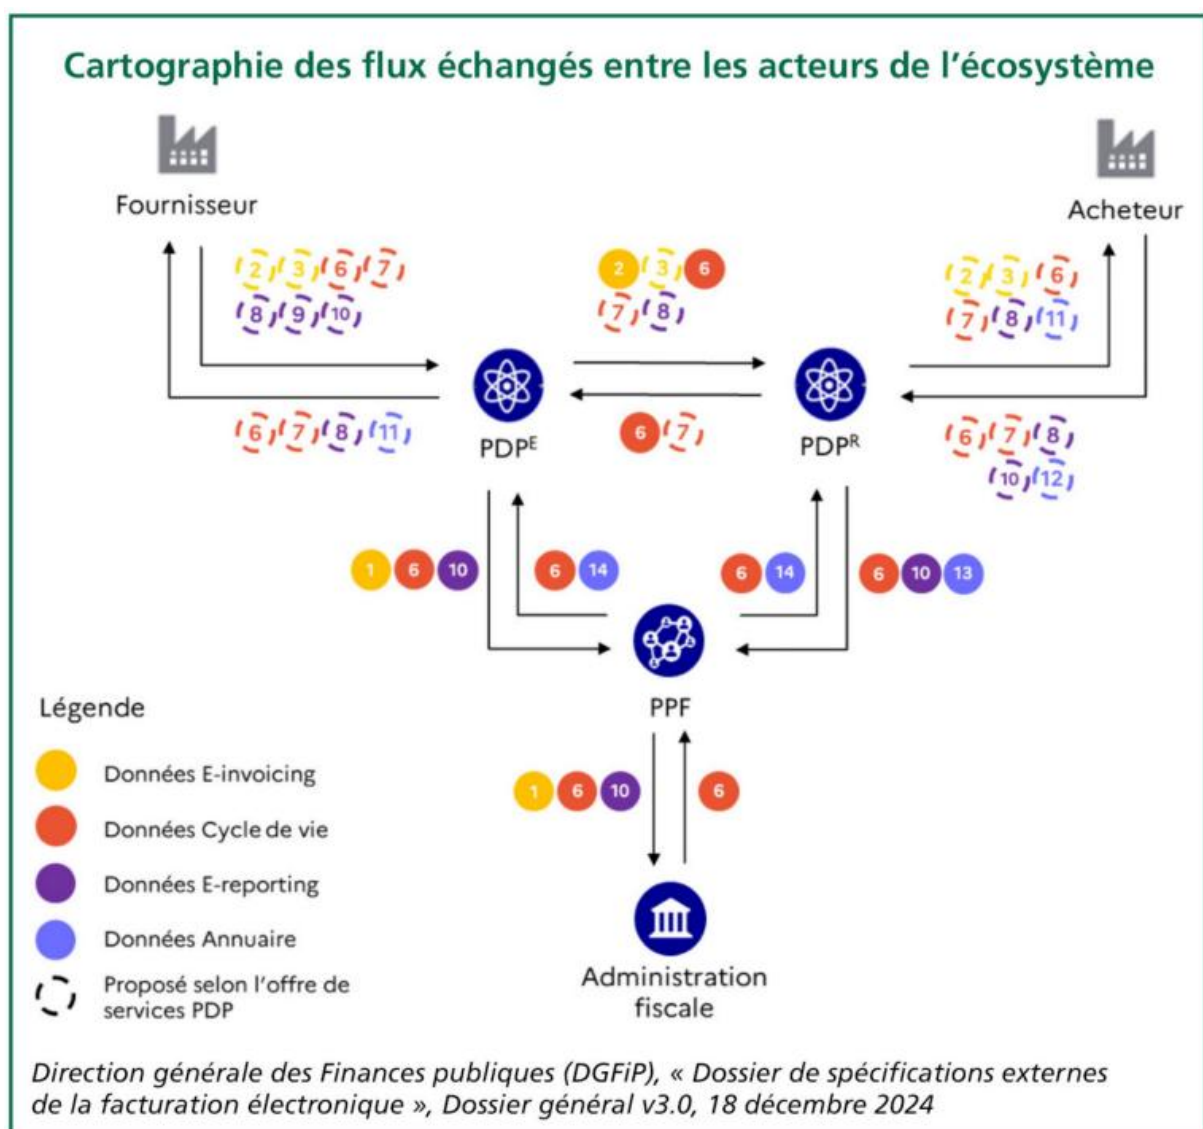 Cartographie des flux échangés entre les acteurs de l'écosystème
Fournisseur
Acheteur
2 3 6 7
8 9 10
2 3 6
7 8
2 3 6
7 8 11
6 7 8 11
PDPᴱ
6 7
PDPᴿ
6 7 8
10 12
1 6 10
6 14
6 14
6 10 13
PPF
1 6 10
6
Administration
fiscale
Légende
Données E-invoicing
Données Cycle de vie
Données E-reporting
Données Annuaire
Proposé selon l'offre de
services PDP
Direction générale des Finances publiques (DGFiP), « Dossier de spécifications externes
de la facturation électronique », Dossier général v3.0, 18 décembre 2024